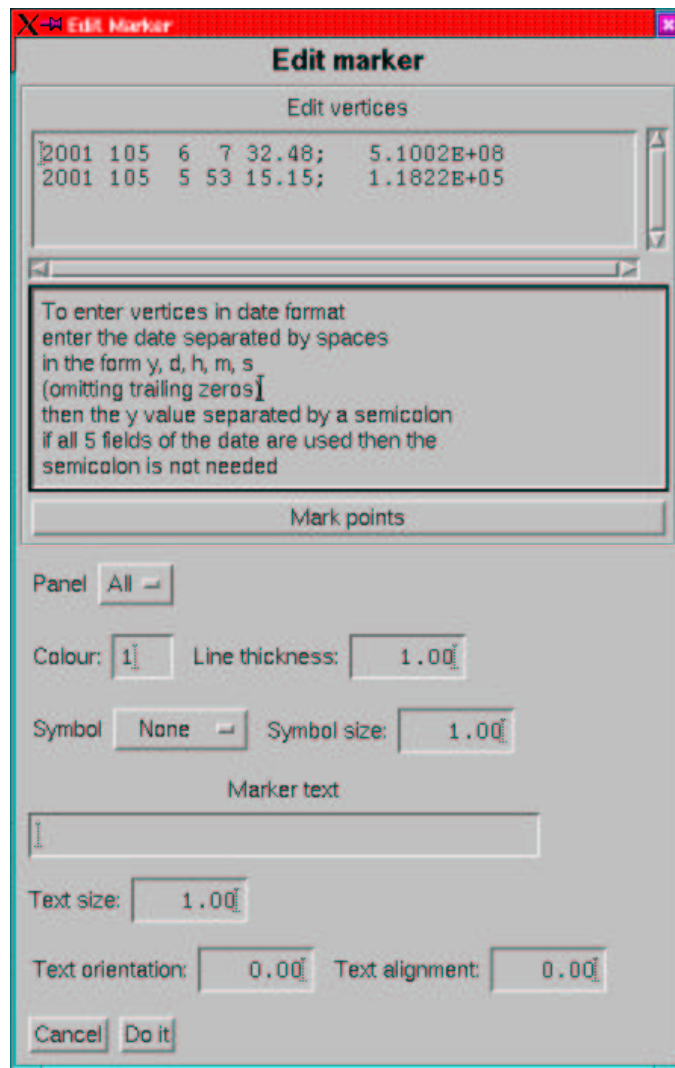 Edit Marker
Edit marker
Edit vertices
2001 105  6  7 32.48;   5.1002E+08
2001 105  5 53 15.15;   1.1822E+05
To enter vertices in date format
enter the date separated by spaces
in the form y, d, h, m, s
(omitting trailing zeros)
then the y value separated by a semicolon
if all 5 fields of the date are used then the
semicolon is not needed
Mark points
Panel All
Colour: 1 Line thickness: 1.00
Symbol None Symbol size: 1.00
Marker text
Text size: 1.00
Text orientation: 0.00 Text alignment: 0.00
Cancel Do it